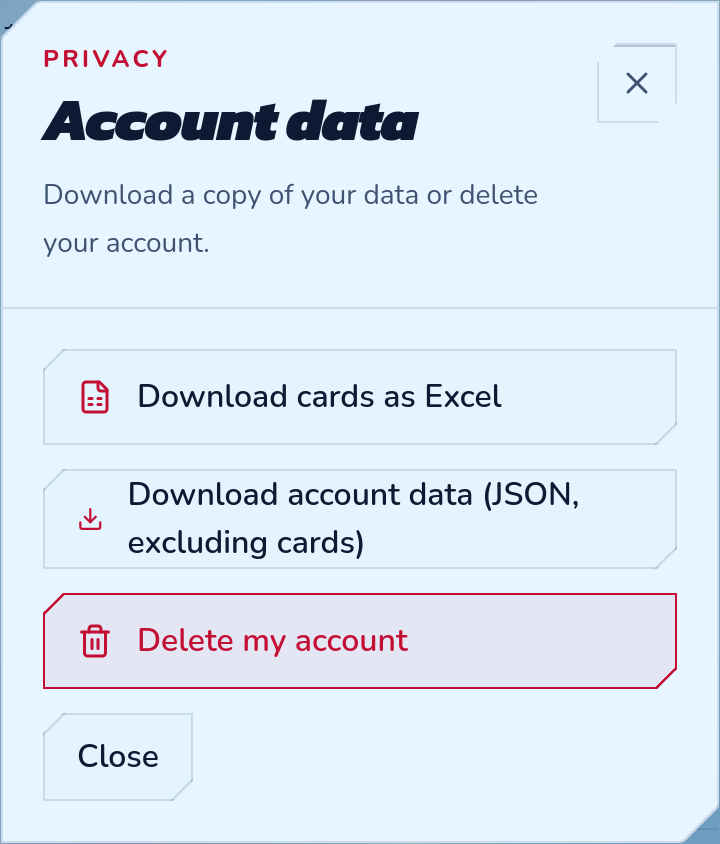 PRIVACY
Account data
Download a copy of your data or delete
your account.
Download cards as Excel
Download account data (JSON,
excluding cards)
Delete my account
Close